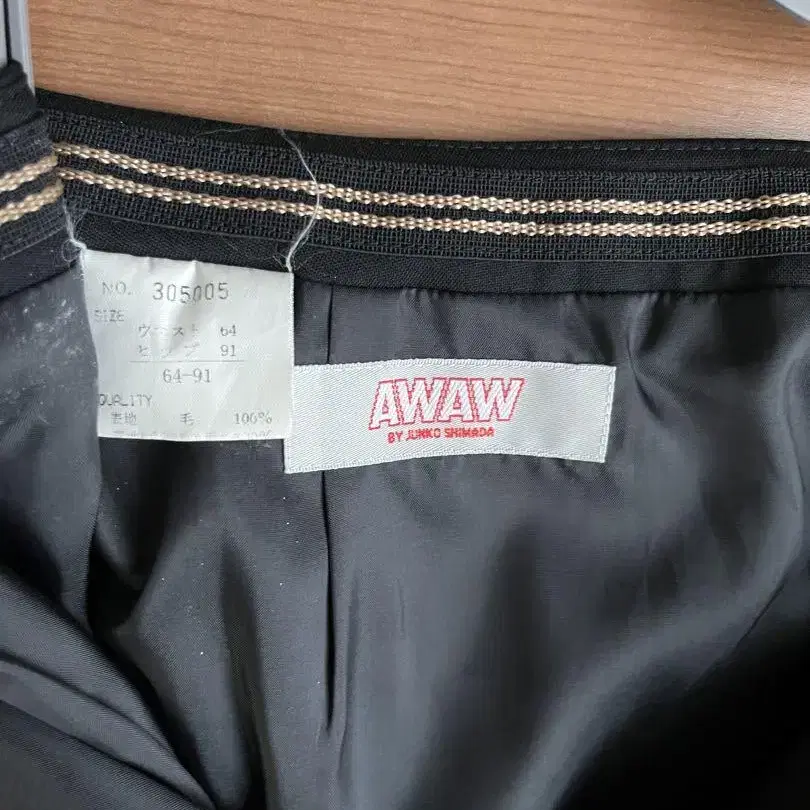 NO. 305005
SIZE
ウェスト 64
ヒップ 91
64-91
QUALITY
表地 毛 100%
AWAW
BY JUNKO SHIMADA